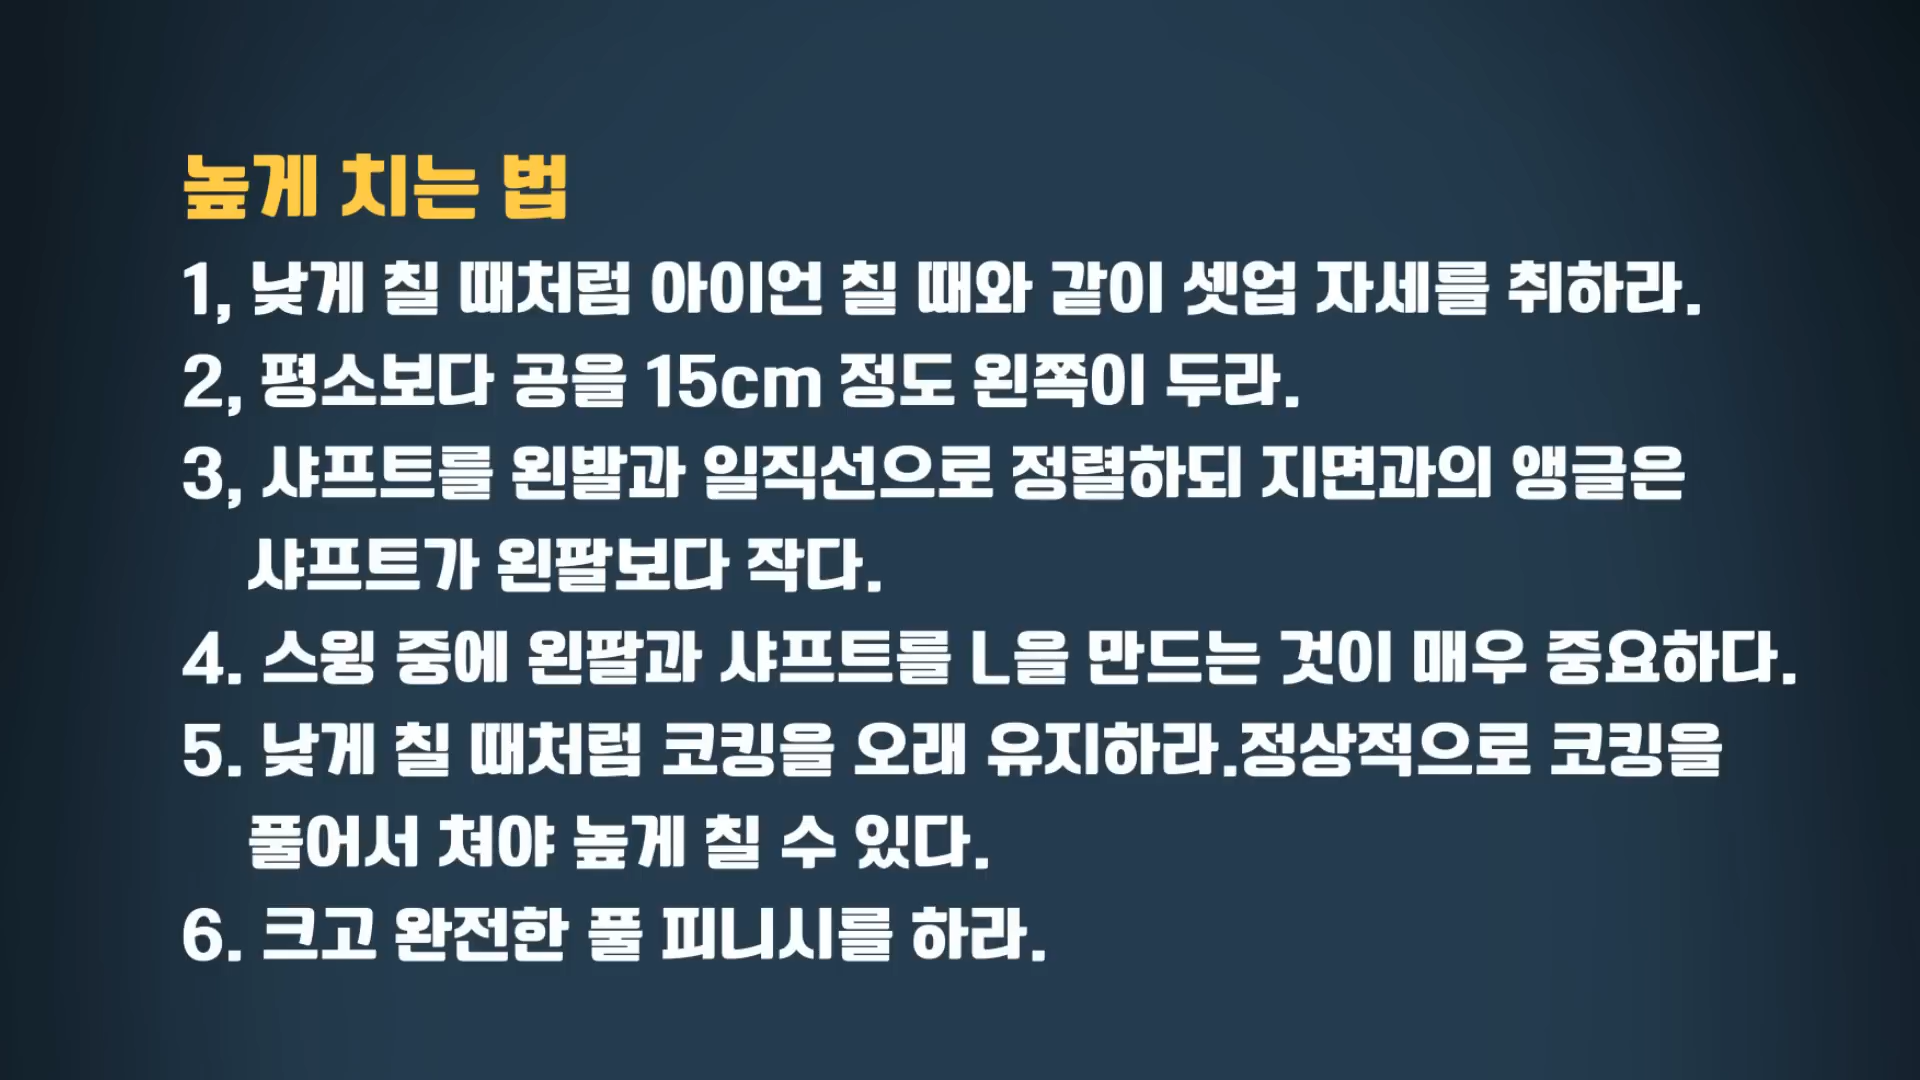 높게 치는 법
1, 낮게 칠 때처럼 아이언 칠 때와 같이 셋업 자세를 취하라.
2, 평소보다 공을 15cm 정도 왼쪽이 두라.
3, 샤프트를 왼발과 일직선으로 정렬하되 지면과의 앵글은
샤프트가 왼팔보다 작다.
4. 스윙 중에 왼팔과 샤프트를 L을 만드는 것이 매우 중요하다.
5. 낮게 칠 때처럼 코킹을 오래 유지하라.정상적으로 코킹을
풀어서 쳐야 높게 칠 수 있다.
6. 크고 완전한 풀 피니시를 하라.